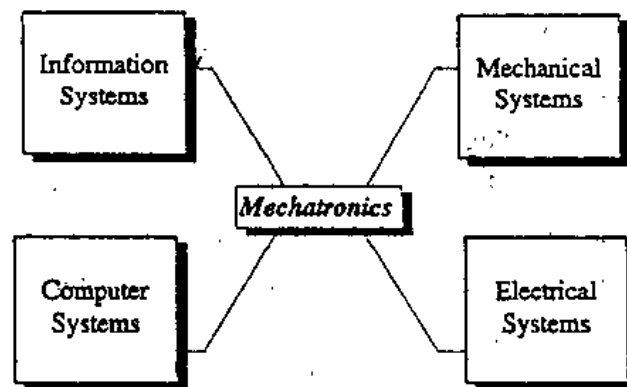 Information
Systems
Mechanical
Systems
Mechatronics
Computer
Systems
Electrical
Systems